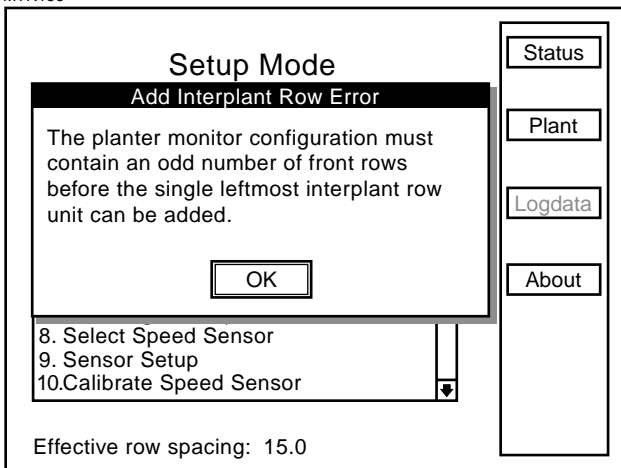 Setup Mode
Add Interplant Row Error
The planter monitor configuration must
contain an odd number of front rows
before the single leftmost interplant row
unit can be added.
OK
8. Select Speed Sensor
9. Sensor Setup
10.Calibrate Speed Sensor
Effective row spacing: 15.0
Status
Plant
Logdata
About